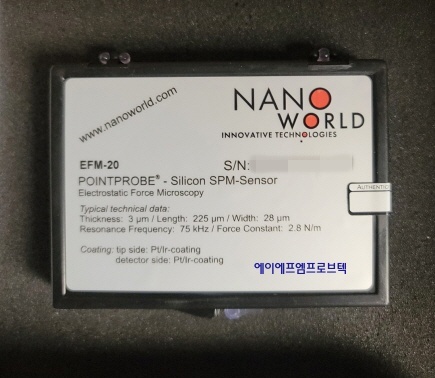 www.nanoworld.com
NANO
WORLD
INNOVATIVE TECHNOLOGIES
EFM-20
S/N:
POINTPROBE® - Silicon SPM-Sensor
Electrostatic Force Microscopy
AUTHENTIC
Typical technical data:
Thickness: 3 µm / Length: 225 µm / Width: 28 µm
Resonance Frequency: 75 kHz / Force Constant: 2.8 N/m
Coating: tip side: Pt/Ir-coating
detector side: Pt/Ir-coating
에이에프엠프로브텍